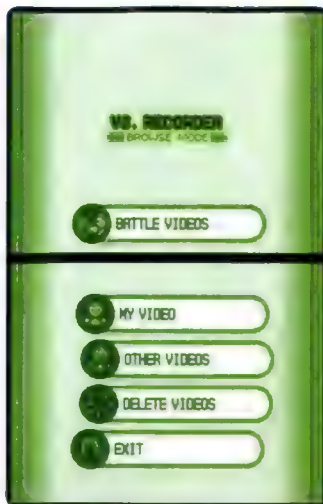 VS. RECORDER
BROWSE MODE
BATTLE VIDEOS
MY VIDEO
OTHER VIDEOS
DELETE VIDEOS
EXIT